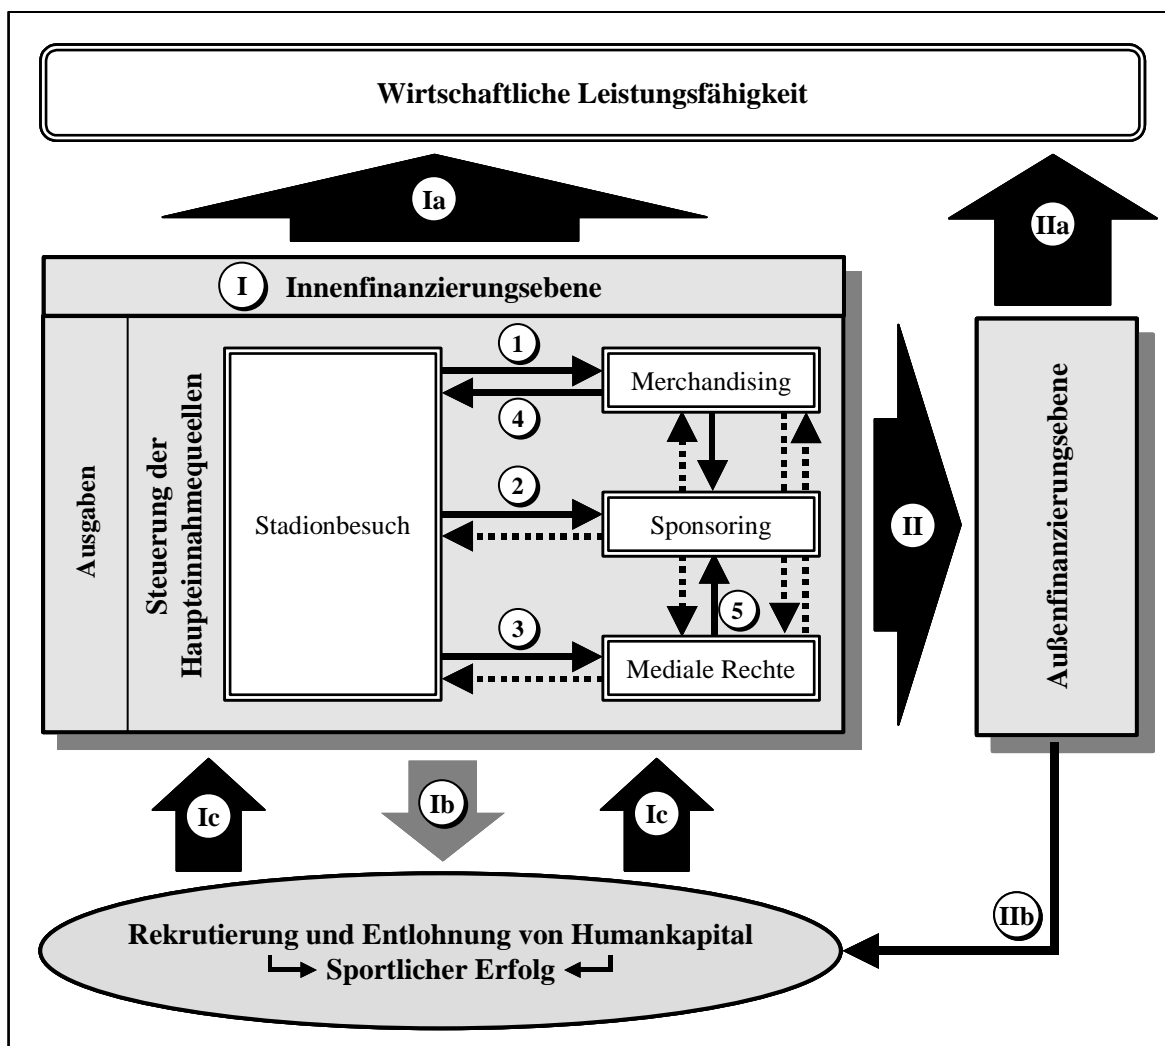 Wirtschaftliche Leistungsfähigkeit
Ia
IIa
I Innenfinanzierungsebene
Ausgaben
Steuerung der
Haupteinnahmequellen
Stadionbesuch
1
Merchandising
4
2
Sponsoring
3
5
Mediale Rechte
II
Außenfinanzierungsebene
Ic
Ib
Ic
IIb
Rekrutierung und Entlohnung von Humankapital
Sportlicher Erfolg